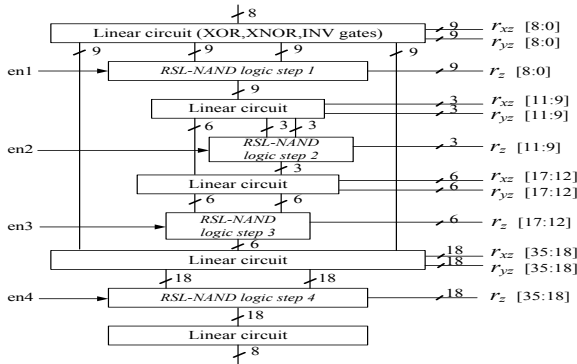 8
Linear circuit (XOR,XNOR,INV gates) 9 r_xz [8:0]
9 r_yz [8:0]
9 9 9 9
en1 RSL-NAND logic step 1 9 r_z [8:0]
9
Linear circuit 3 r_xz [11:9]
3 r_yz [11:9]
6 3 3
en2 RSL-NAND logic step 2 3 r_z [11:9]
3
Linear circuit 6 r_xz [17:12]
6 r_yz [17:12]
6 6
en3 RSL-NAND logic step 3 6 r_z [17:12]
6
Linear circuit 18 r_xz [35:18]
18 r_yz [35:18]
18 18
en4 RSL-NAND logic step 4 18 r_z [35:18]
18
Linear circuit
8